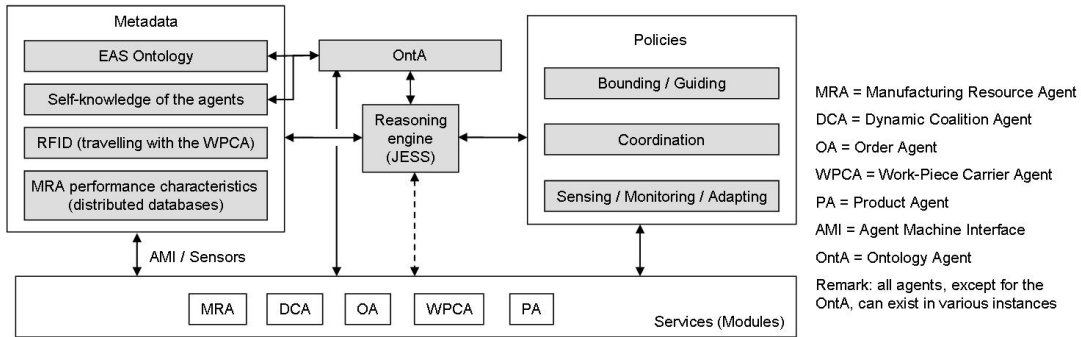 Metadata
EAS Ontology
Self-knowledge of the agents
RFID (travelling with the WPCA)
MRA performance characteristics
(distributed databases)
OntA
Reasoning
engine
(JESS)
Policies
Bounding / Guiding
Coordination
Sensing / Monitoring / Adapting
AMI / Sensors
MRA
DCA
OA
WPCA
PA
Services (Modules)
MRA = Manufacturing Resource Agent
DCA = Dynamic Coalition Agent
OA = Order Agent
WPCA = Work-Piece Carrier Agent
PA = Product Agent
AMI = Agent Machine Interface
OntA = Ontology Agent
Remark: all agents, except for the
OntA, can exist in various instances